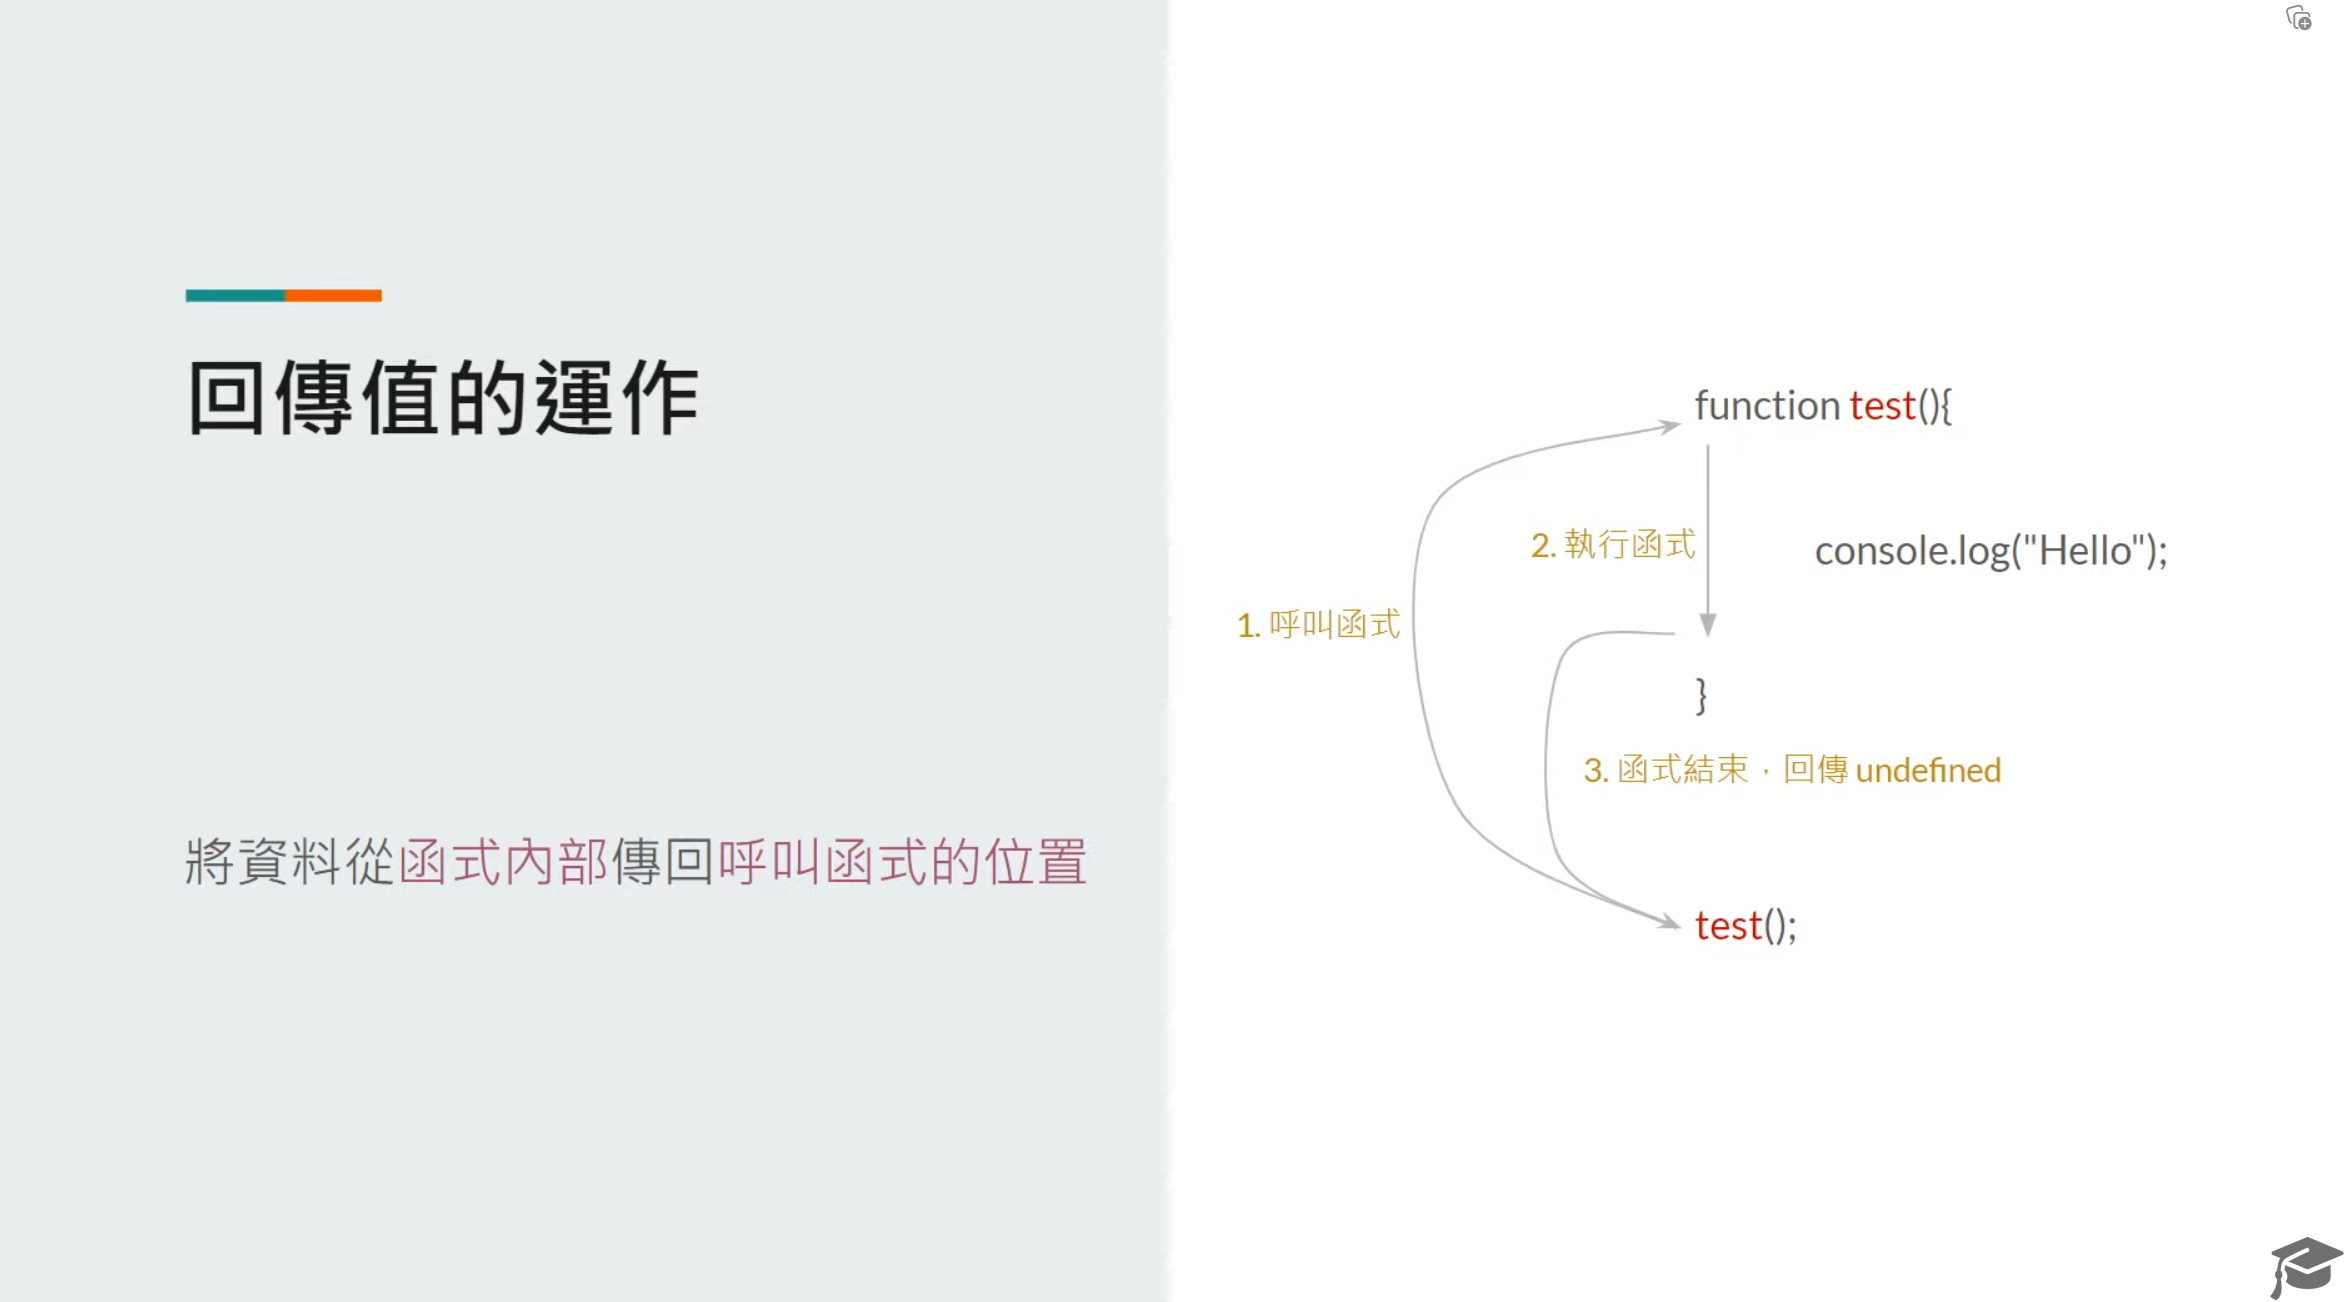 回傳值的運作
將資料從函式內部傳回呼叫函式的位置
function test(){
2. 執行函式
console.log("Hello");
1. 呼叫函式
}
3. 函式結束，回傳 undefined
test();